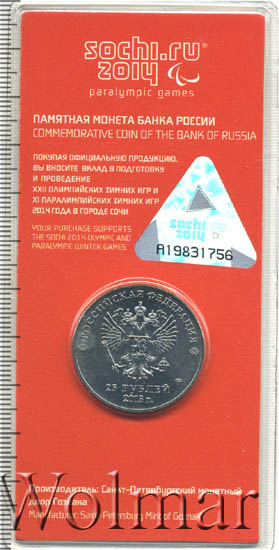 sochi.ru
2014
paralympic games
ПАМЯТНАЯ МОНЕТА БАНКА РОССИИ
COMMEMORATIVE COIN OF THE BANK OF RUSSIA
ПОКУПАЯ ОФИЦИАЛЬНУЮ ПРОДУКЦИЮ,
ВЫ ВНОСИТЕ ВКЛАД В ПОДГОТОВКУ
И ПРОВЕДЕНИЕ
XXII ОЛИМПИЙСКИХ ЗИМНИХ ИГР И
XI ПАРАЛИМПИЙСКИХ ЗИМНИХ ИГР
2014 ГОДА В ГОРОДЕ СОЧИ
YOUR PURCHASE SUPPORTS
THE SOCHI 2014 OLYMPIC AND
PARALYMPIC WINTER GAMES
sochi.ru
2014
A19831756
РОССИЙСКАЯ ФЕДЕРАЦИЯ
25 РУБЛЕЙ
2013 г.
Производитель: Санкт-Петербургский монетный
двор Гознака
Manufacturer: Saint-Petersburg Mint of Goznak
Wolmar